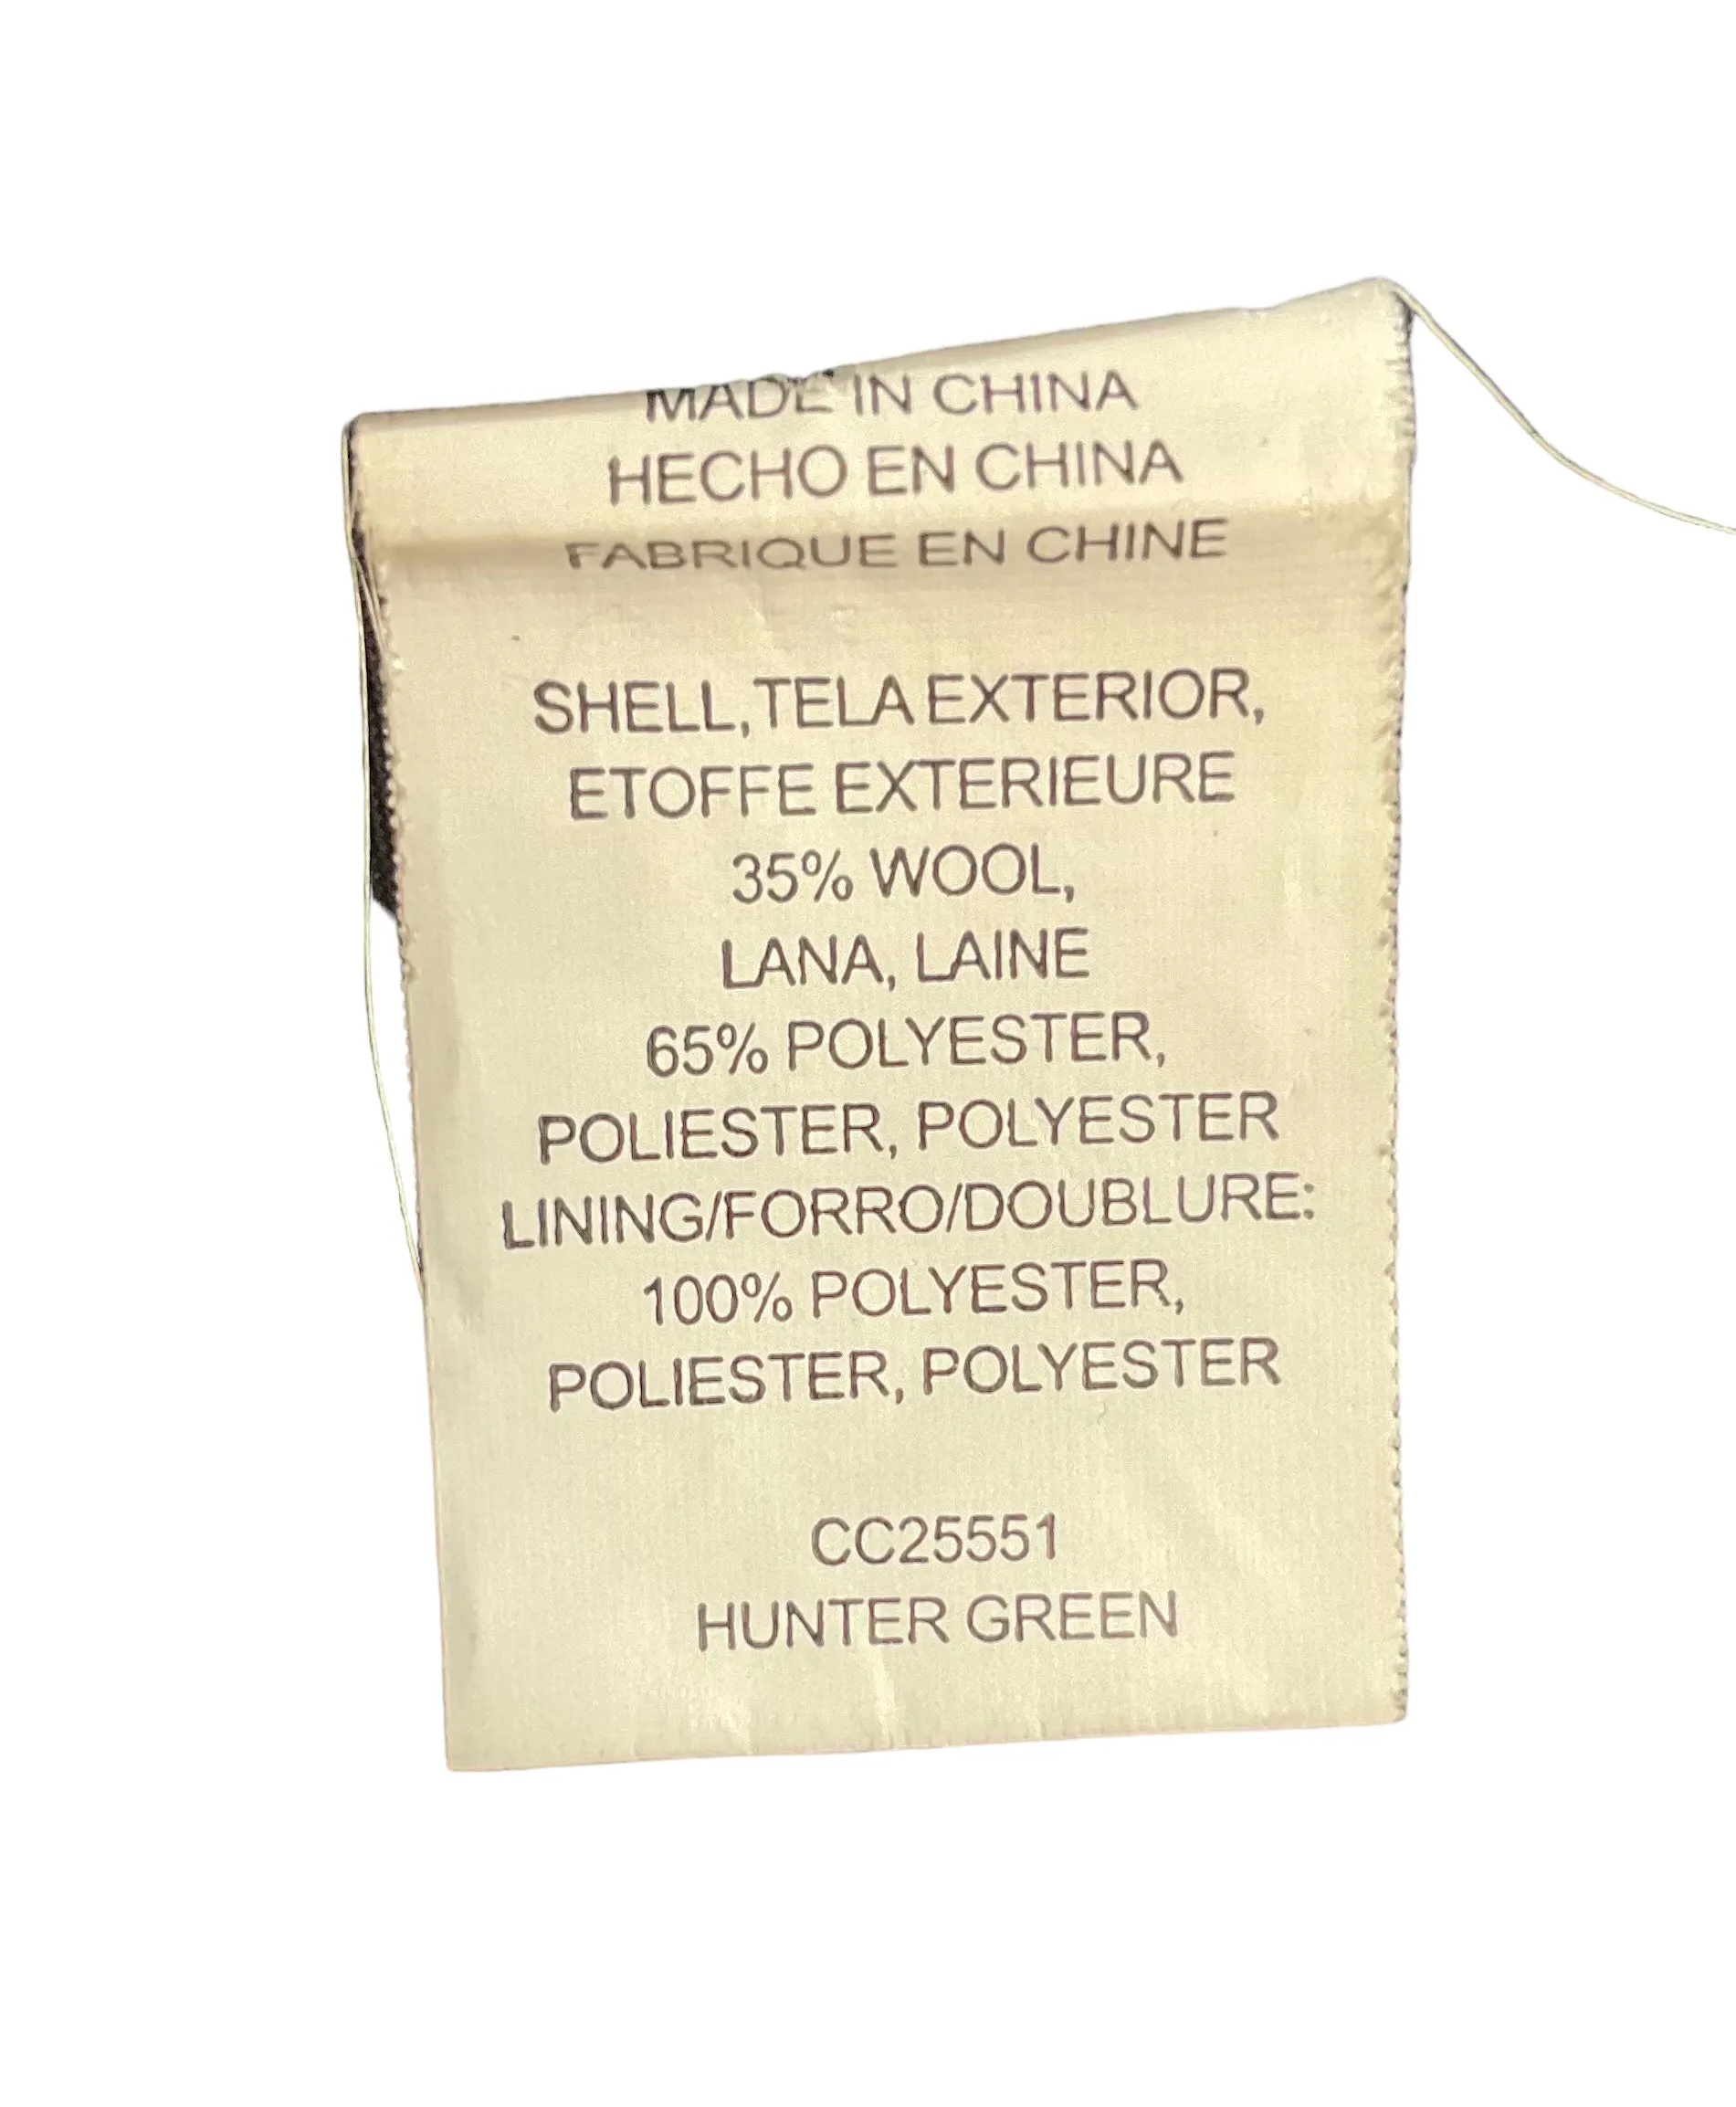 MADE IN CHINA
HECHO EN CHINA
FABRIQUE EN CHINE
SHELL, TELA EXTERIOR,
ETOFFE EXTERIEURE
35% WOOL,
LANA, LAINE
65% POLYESTER,
POLIESTER, POLYESTER
LINING/FORRO/DOUBLURE:
100% POLYESTER,
POLIESTER, POLYESTER
CC25551
HUNTER GREEN